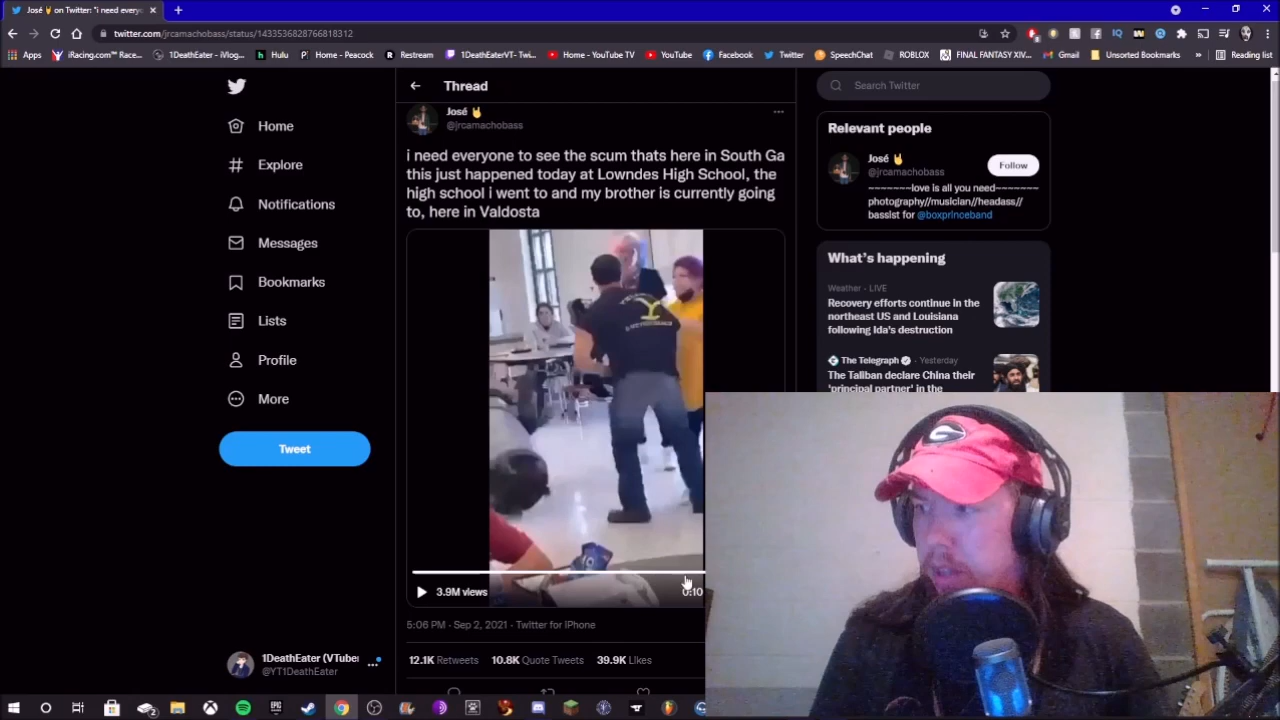 José 🤘 on Twitter: "i need everyo
twitter.com/jrcamachobass/status/1433536828766818312
Apps
iRacing.com™ Race...
1DeathEater - iVlog...
Hulu
Home - Peacock
Restream
1DeathEaterVT - Twi...
Home - YouTube TV
YouTube
Facebook
Twitter
SpeechChat
ROBLOX
FINAL FANTASY XIV...
Gmail
Unsorted Bookmarks
»
Reading list
Home
Explore
Notifications
Messages
Bookmarks
Lists
Profile
More
Tweet
1DeathEater (VTuber
@YT1DeathEater
Thread
José 🤘
@jrcamachobass
i need everyone to see the scum thats here in South Ga
this just happened today at Lowndes High School, the
high school i went to and my brother is currently going
to, here in Valdosta
3.9M views
0:10
5:06 PM · Sep 2, 2021 · Twitter for iPhone
12.1K Retweets 10.8K Quote Tweets 39.9K Likes
Search Twitter
Relevant people
José 🤘
@jrcamachobass
Follow
~~~~~~~~love is all you need~~~~~~~~
photography//musician//headass//
bassist for @boxprinceband
What's happening
Weather · LIVE
Recovery efforts continue in the
northeast US and Louisiana
following Ida's destruction
The Telegraph · Yesterday
The Taliban declare China their
'principal partner' in the